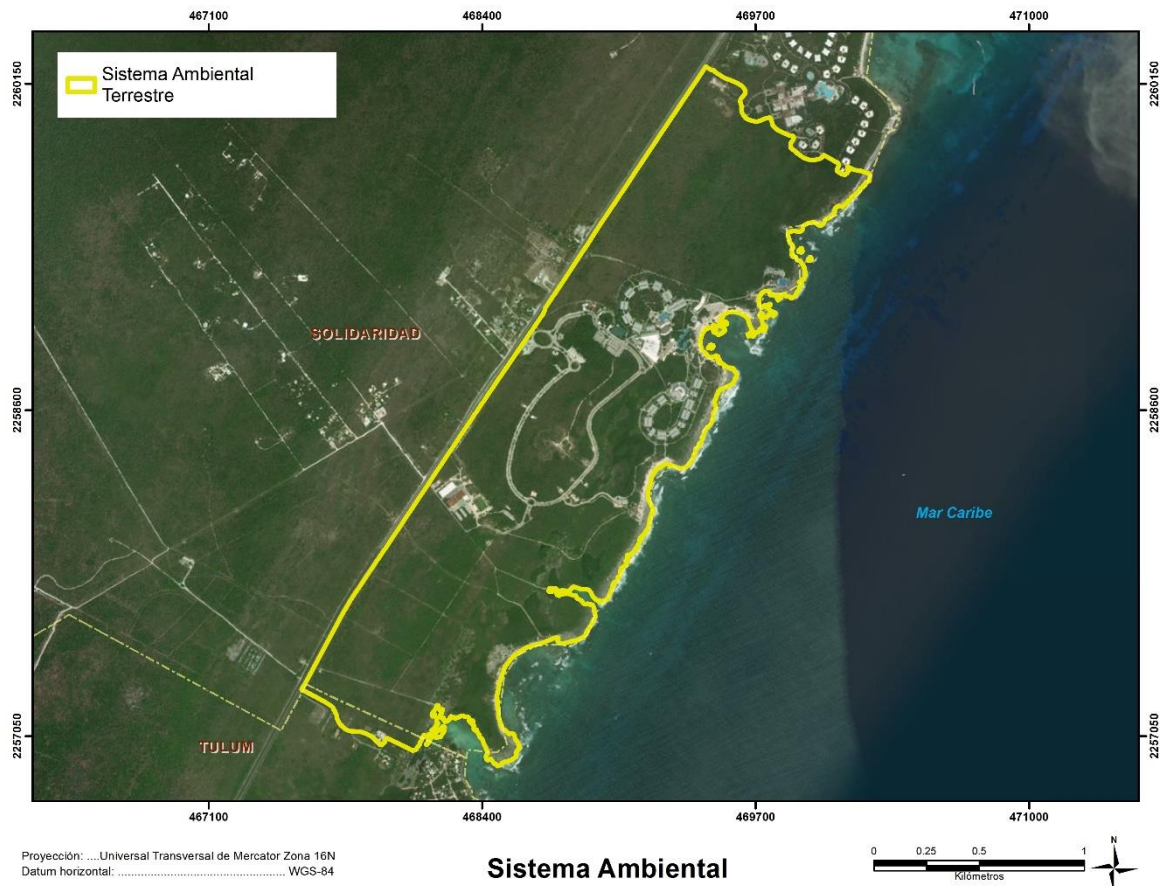 467100
468400
469700
471000
2260150
2260150
Sistema Ambiental
Terrestre
SOLIDARIDAD
2258600
2258600
Mar Caribe
TULUM
2257050
2257050
467100
468400
469700
471000
Proyección: ....Universal Transversal de Mercator Zona 16N
Datum horizontal: .................................................. WGS-84
Sistema Ambiental
0 0.25 0.5 1
Kilómetros
N